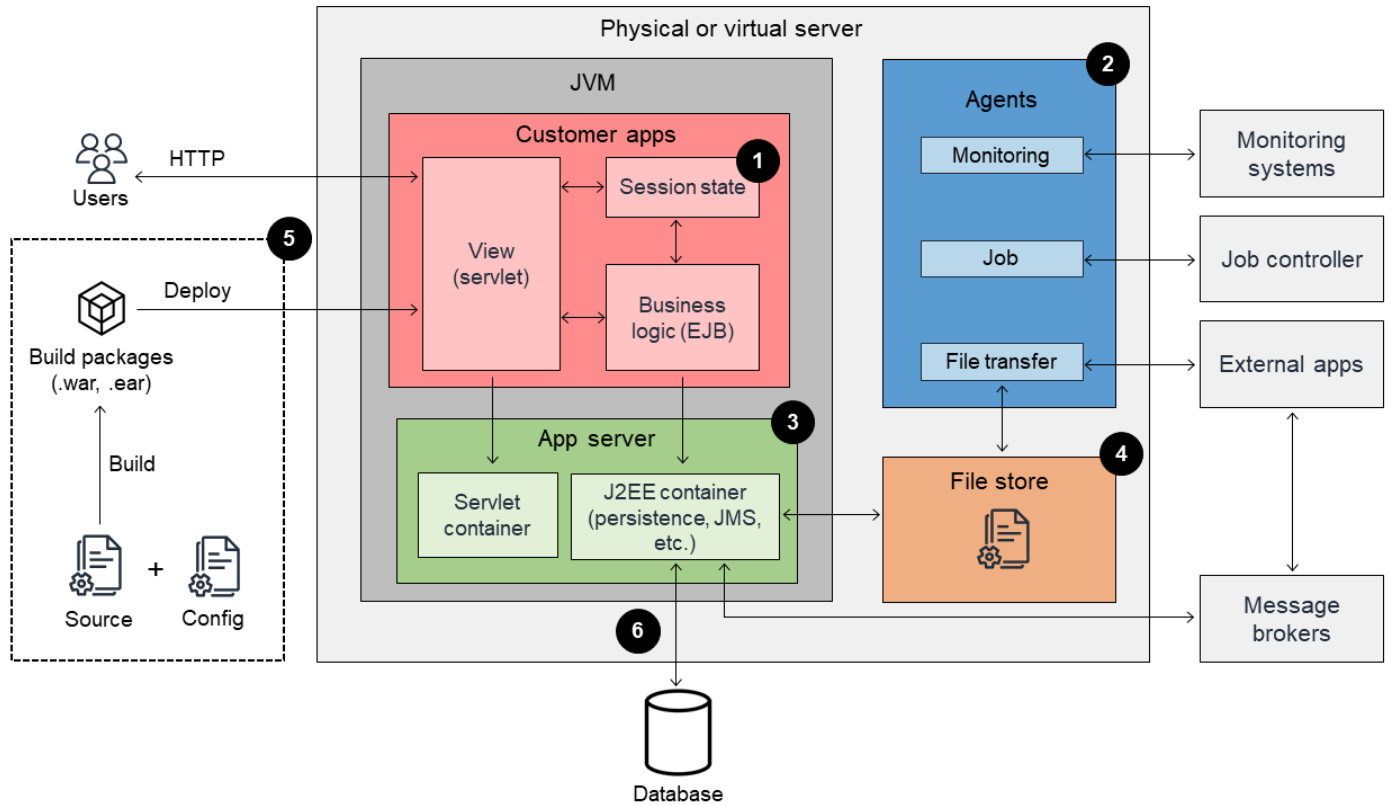 Physical or virtual server
JVM
Customer apps
1
View
(servlet)
Session state
Business
logic (EJB)
App server
3
Servlet
container
J2EE container
(persistence, JMS,
etc.)
2
Agents
Monitoring
Job
File transfer
4
File store
Monitoring
systems
Job controller
External apps
Message
brokers
HTTP
Users
5
Deploy
Build packages
(.war, .ear)
Build
+
Source
Config
6
Database